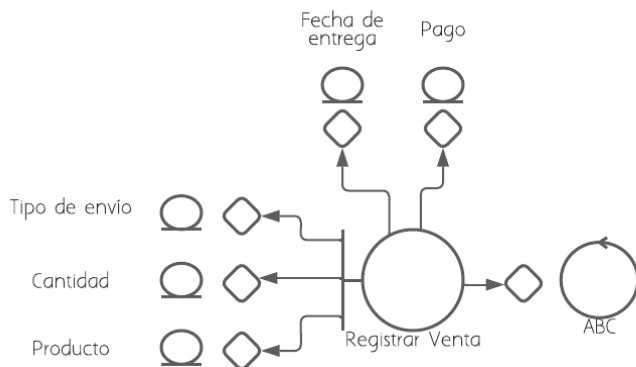 Fecha de
entrega
Pago
Tipo de envío
Cantidad
Producto
Registrar Venta
ABC